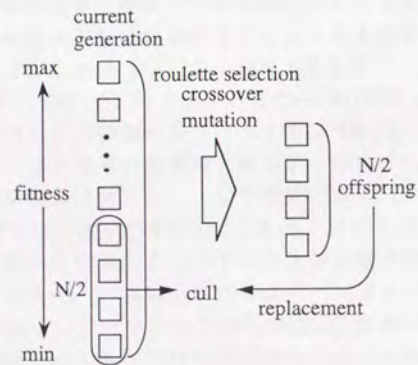 current
generation
max
roulette selection
crossover
mutation
fitness
N/2
offspring
N/2
cull
replacement
min